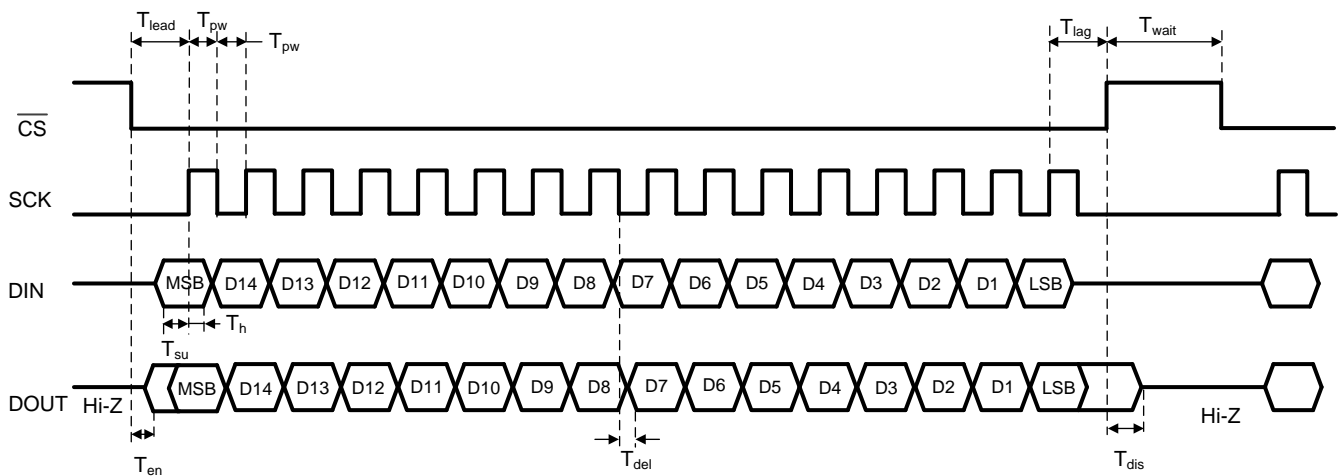 Tlead Tpw Tpw Tlag Twait
CS
SCK
DIN MSB D14 D13 D12 D11 D10 D9 D8 D7 D6 D5 D4 D3 D2 D1 LSB
Th
Tsu
DOUT Hi-Z MSB D14 D13 D12 D11 D10 D9 D8 D7 D6 D5 D4 D3 D2 D1 LSB Hi-Z
Ten Tdel Tdis